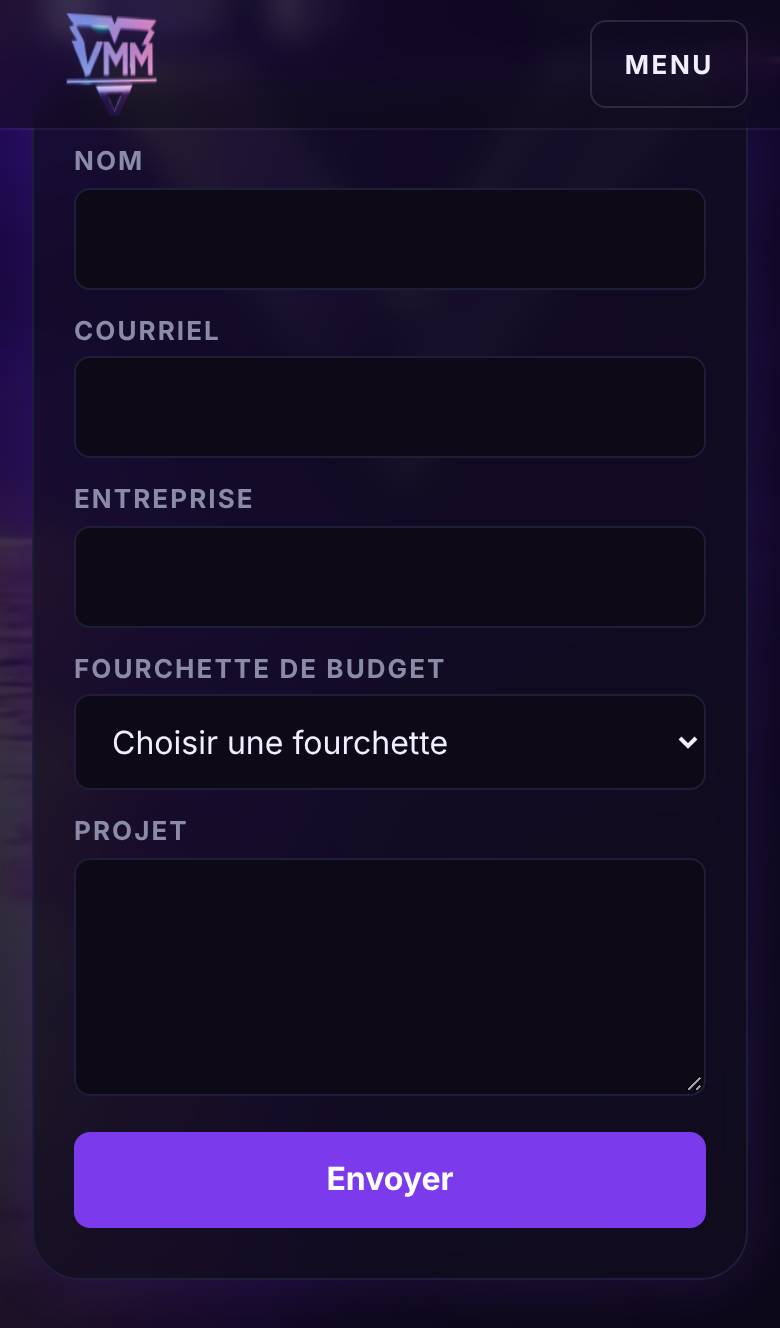 VMM
MENU
NOM
COURRIEL
ENTREPRISE
FOURCHETTE DE BUDGET
Choisir une fourchette
PROJET
Envoyer